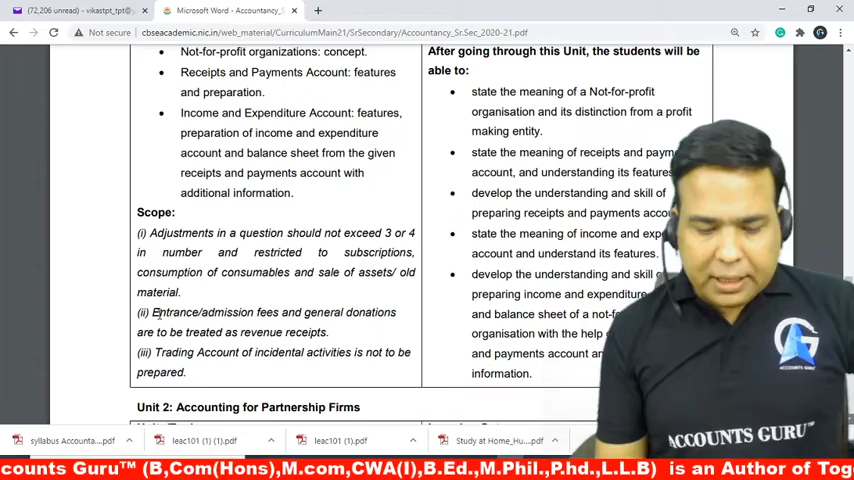 (72,206 unread) - vikastpt_tpt@y
Microsoft Word - Accountancy_S
Not secure
cbseacademic.nic.in/web_material/CurriculumMain21/SrSecondary/Accountancy_Sr.Sec_2020-21.pdf
• Not-for-profit organizations: concept.
• Receipts and Payments Account: features
and preparation.
• Income and Expenditure Account: features,
preparation of income and expenditure
account and balance sheet from the given
receipts and payments account with
additional information.
Scope:
(i) Adjustments in a question should not exceed 3 or 4
in number and restricted to subscriptions,
consumption of consumables and sale of assets/ old
material.
(ii) Entrance/admission fees and general donations
are to be treated as revenue receipts.
(iii) Trading Account of incidental activities is not to be
prepared.
After going through this Unit, the students will be
able to:
• state the meaning of a Not-for-profit
organisation and its distinction from a profit
making entity.
• state the meaning of receipts and paym
account, and understanding its features
• develop the understanding and skill of
preparing receipts and payments accou
• state the meaning of income and exp
account and understand its features.
• develop the understanding and skill o
preparing income and expenditure
and balance sheet of a not-fo
organisation with the help
and payments account an
information.
Unit 2: Accounting for Partnership Firms
G
ACCOUNTS GURU
ACCOUNTS GURU™
syllabus Accounta....pdf
leac101 (1) (1).pdf
leac101 (1).pdf
Study at Home_Hu....pdf
counts Guru™ (B,Com(Hons),M.com,CWA(I),B.Ed.,M.Phil.,P.hd.,L.L.B) is an Author of Tog